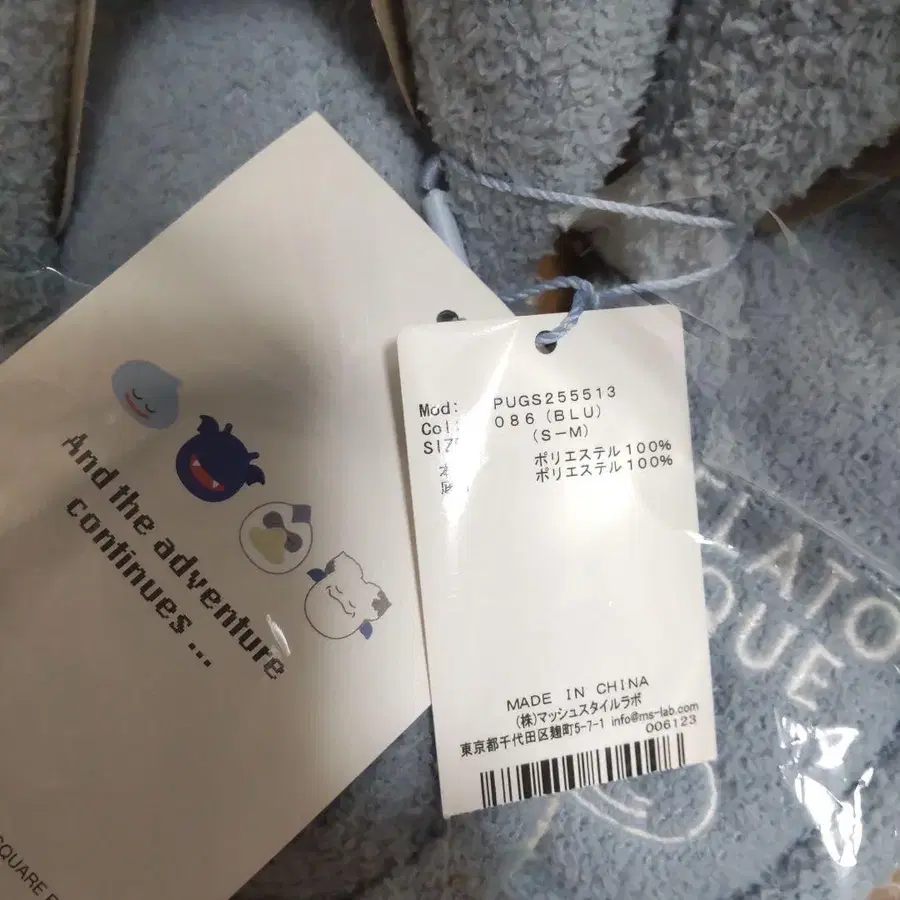 And the adventure
continues ...
Mod: PUGS255513
Col: 086 (BLU)
SIZE (S-M)
ポリエステル100%
ポリエステル100%
MADE IN CHINA
(株)マッシュスタイルラボ
東京都千代田区麹町5-7-1 info@ms-lab.com
006123
SQUARE